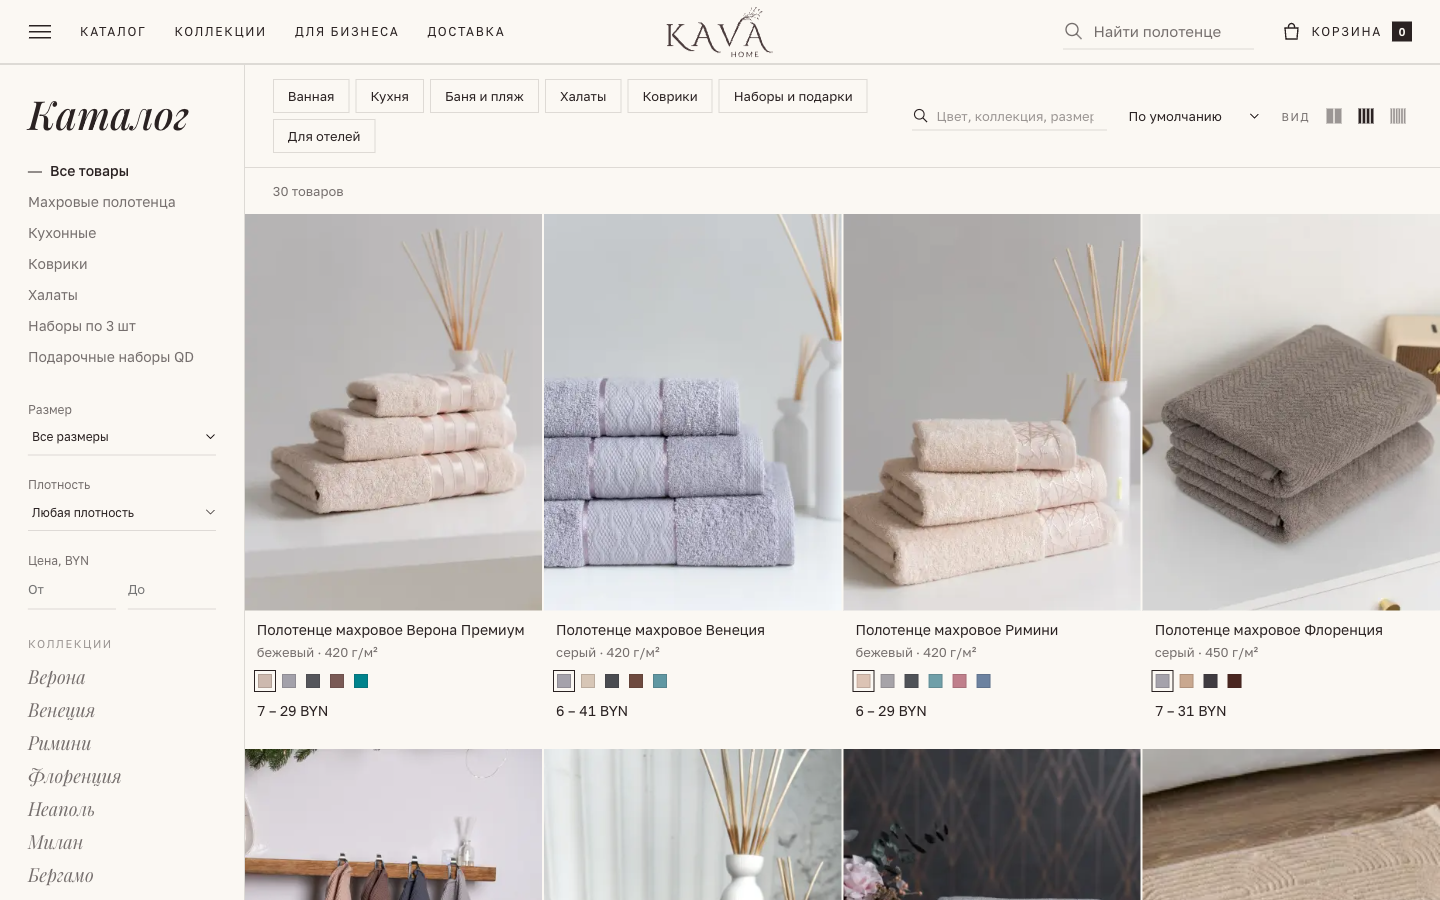 КАТАЛОГ КОЛЛЕКЦИИ ДЛЯ БИЗНЕСА ДОСТАВКА
KAVA
HOME
Найти полотенце
КОРЗИНА 0
Каталог
Все товары
Махровые полотенца
Кухонные
Коврики
Халаты
Наборы по 3 шт
Подарочные наборы QD
Размер
Все размеры
Плотность
Любая плотность
Цена, BYN
От До
КОЛЛЕКЦИИ
Верона
Венеция
Римини
Флоренция
Неаполь
Милан
Бергамо
Ванная Кухня Баня и пляж Халаты Коврики Наборы и подарки
Для отелей
Цвет, коллекция, размер
По умолчанию
ВИД
30 товаров
Полотенце махровое Верона Премиум
бежевый · 420 г/м²
7 – 29 BYN
Полотенце махровое Венеция
серый · 420 г/м²
6 – 41 BYN
Полотенце махровое Римини
бежевый · 420 г/м²
6 – 29 BYN
Полотенце махровое Флоренция
серый · 450 г/м²
7 – 31 BYN